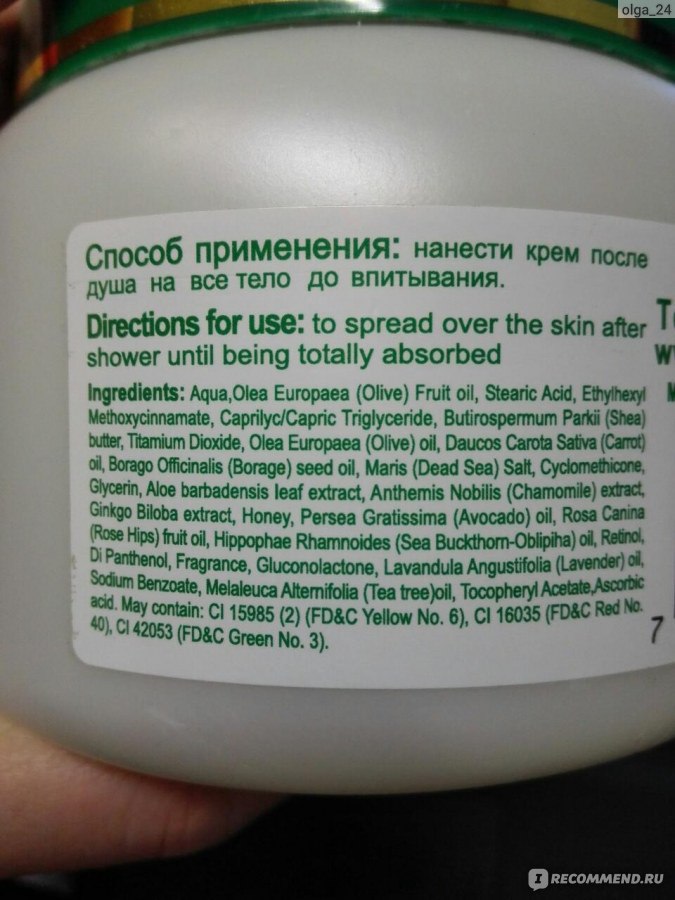 olga_24
Способ применения: нанести крем после
душа на все тело до впитывания.
Directions for use: to spread over the skin after
shower until being totally absorbed
Ingredients: Aqua,Olea Europaea (Olive) Fruit oil, Stearic Acid, Ethylhexyl
Methoxycinnamate, Caprilyc/Capric Triglyceride, Butirospermum Parkii (Shea)
butter, Titamium Dioxide, Olea Europaea (Olive) oil, Daucos Carota Sativa (Carrot)
oil, Borago Officinalis (Borage) seed oil, Maris (Dead Sea) Salt, Cyclomethicone,
Glycerin, Aloe barbadensis leaf extract, Anthemis Nobilis (Chamomile) extract,
Ginkgo Biloba extract, Honey, Persea Gratissima (Avocado) oil, Rosa Canina
(Rose Hips) fruit oil, Hippophae Rhamnoides (Sea Buckthorn-Oblipiha) oil, Retinol,
Di Panthenol, Fragrance, Gluconolactone, Lavandula Angustifolia (Lavender) oil,
Sodium Benzoate, Melaleuca Alternifolia (Tea tree)oil, Tocopheryl Acetate,Ascorbic
acid. May contain: CI 15985 (2) (FD&C Yellow No. 6), CI 16035 (FD&C Red No.
40), CI 42053 (FD&C Green No. 3).
7
IRECOMMEND.RU